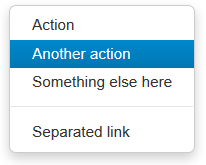 Action
Another action
Something else here
Separated link